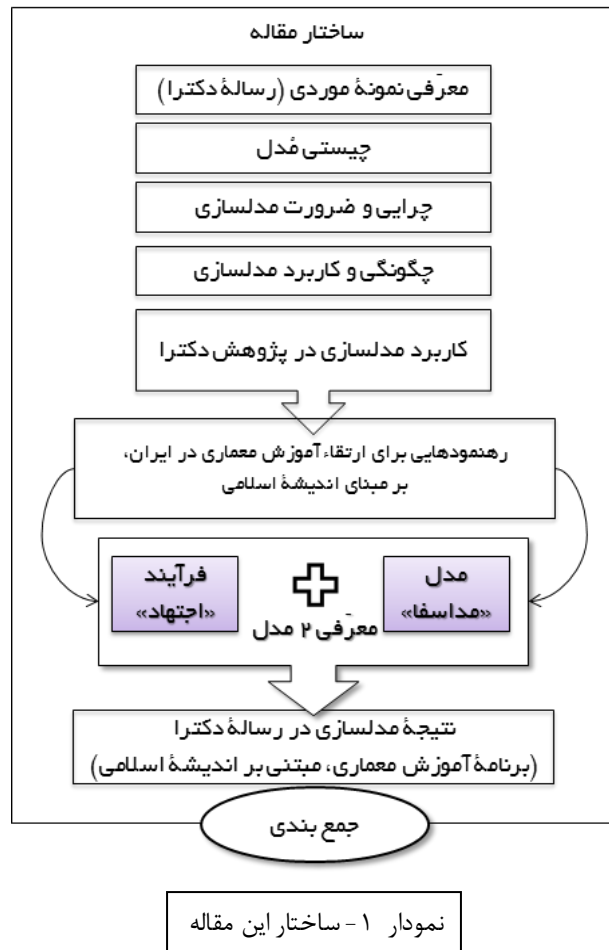 ساختار مقاله
معرّفی نمونهٔ موردی (رسالهٔ دکترا)
چیستی مُدل
چرایی و ضرورت مدلسازی
چگونگی و کاربرد مدلسازی
کاربرد مدلسازی در پژوهش دکترا
رهنمودهایی برای ارتقاء آموزش معماری در ایران،
بر مبنای اندیشهٔ اسلامی
مدل
«مداسفا»
معرّفی ۲ مدل
فرآیند
«اجتهاد»
نتیجهٔ مدلسازی در رسالهٔ دکترا
(برنامهٔ آموزش معماری، مبتنی بر اندیشهٔ اسلامی)
جمع بندی
نمودار ۱- ساختار این مقاله